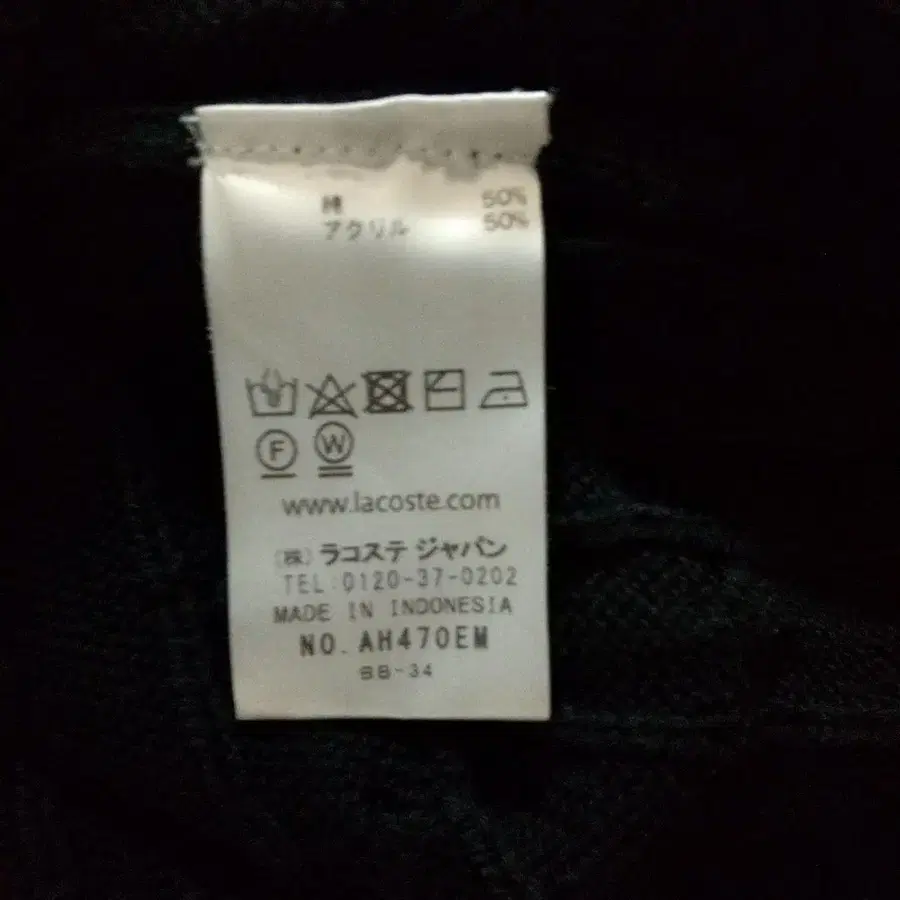 綿 50%
アクリル 50%
F W
www.lacoste.com
(株) ラコステ ジャパン
TEL:0120-37-0202
MADE IN INDONESIA
NO. AH470EM
BB-34